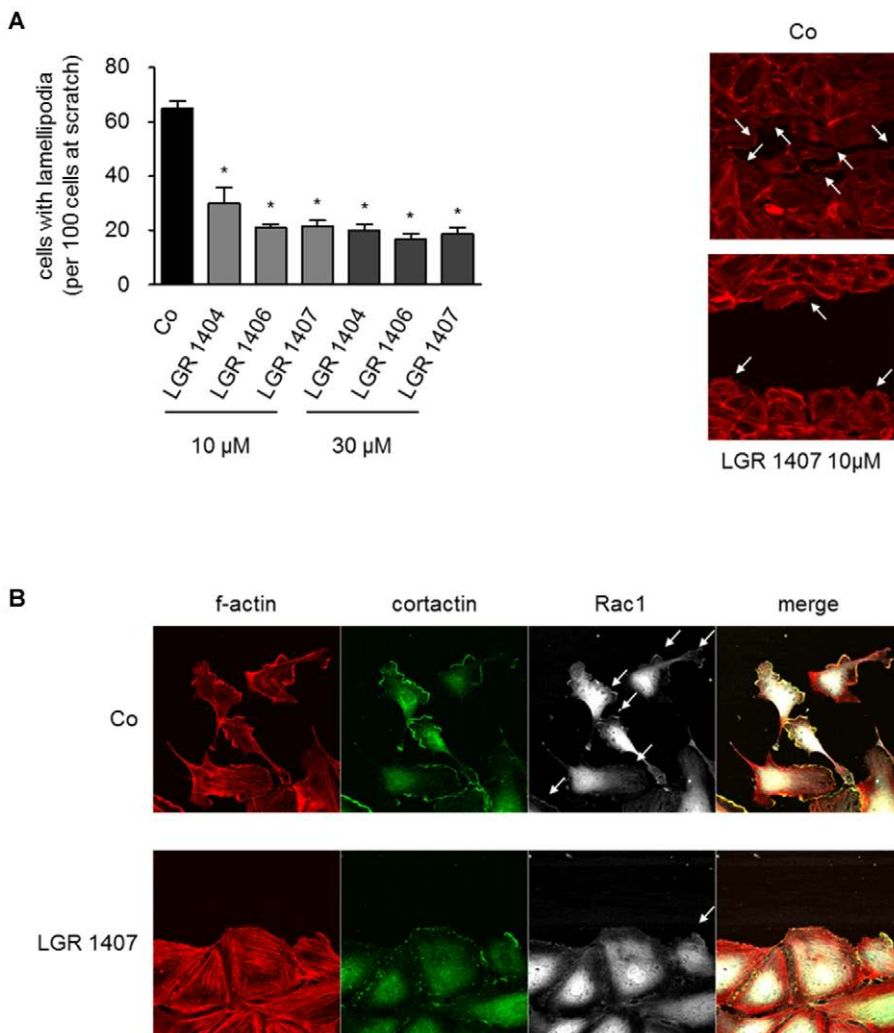 A
80
60
40
20
0
cells with lamellipodia
(per 100 cells at scratch)
*
*
*
*
*
*
Co
LGR 1404
LGR 1406
LGR 1407
LGR 1404
LGR 1406
LGR 1407
10 µM
30 µM
Co
LGR 1407 10µM
B
f-actin
cortactin
Rac1
merge
Co
LGR 1407